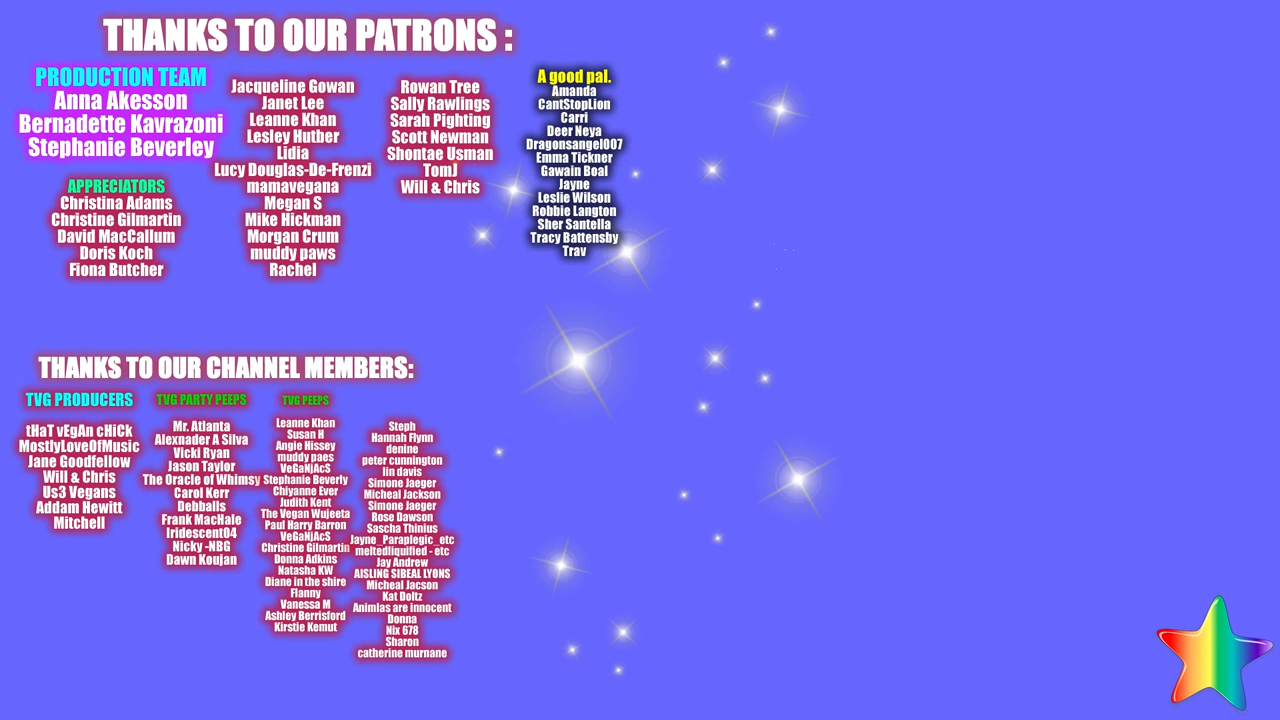 THANKS TO OUR PATRONS :
PRODUCTION TEAM
Anna Akesson
Bernadette Kavrazoni
Stephanie Beverley
APPRECIATORS
Christina Adams
Christine Gilmartin
David MacCallum
Doris Koch
Fiona Butcher
Jacqueline Gowan
Janet Lee
Leanne Khan
Lesley Hutber
Lidia
Lucy Douglas-De-Frenzi
mamavegana
Megan S
Mike Hickman
Morgan Crum
muddy paws
Rachel
Rowan Tree
Sally Rawlings
Sarah Pighting
Scott Newman
Shontae Usman
TomJ
Will & Chris
A good pal.
Amanda
CantStopLion
Carri
Deer Neya
Dragonsangel007
Emma Tickner
Gawain Boal
Jayne
Leslie Wilson
Robbie Langton
Sher Santella
Tracy Battensby
Trav
THANKS TO OUR CHANNEL MEMBERS:
TVG PRODUCERS
tHaT vEgAn cHiCk
MostlyLoveOfMusic
Jane Goodfellow
Will & Chris
Us3 Vegans
Addam Hewitt
Mitchell
TVG PARTY PEEPS
Mr. Atlanta
Alexnader A Silva
Vicki Ryan
Jason Taylor
The Oracle of Whimsy
Carol Kerr
Debballs
Frank MacHale
Iridescent04
Nicky -NBG
Dawn Koujan
TVG PEEPS
Leanne Khan
Susan H
Angie Hissey
muddy paes
VeGaNjAcS
Stephanie Beverly
Chiyanne Ever
Judith Kent
The Vegan Wujeeta
Paul Harry Barron
VeGaNjAcS
Christine Gilmartin
Donna Adkins
Natasha KW
Diane in the shire
Flanny
Vanessa M
Ashley Berrisford
Kirstie Kemut
Steph
Hannah Flynn
denine
peter cunnington
lin davis
Simone Jaeger
Micheal Jackson
Simone Jaeger
Rose Dawson
Sascha Thinius
Jayne_Paraplegic_etc
meltedliquified - etc
Jay Andrew
AISLING SIBEAL LYONS
Micheal Jacson
Kat Doltz
Animlas are innocent
Donna
Nix 678
Sharon
catherine murnane